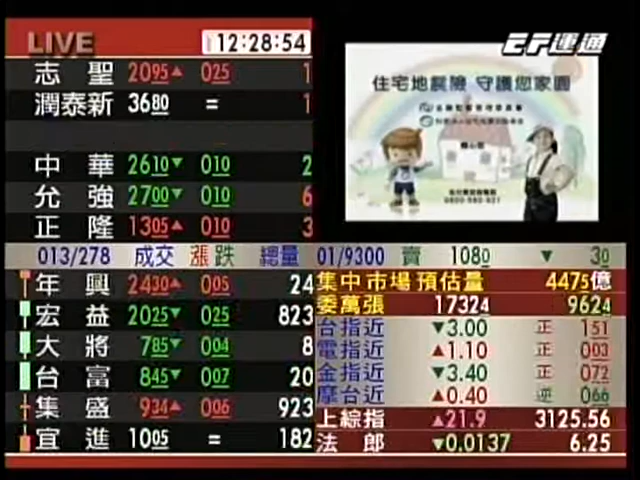 LIVE 12:28:54
志聖 2095▲ 025 1
潤泰新 3680 = 1
中華 2610▼ 010 2
允強 2700▼ 010 6
正隆 1305▲ 010 3
013/278 成交 漲跌 總量
年興 2430▲ 005 24
宏益 2025▼ 025 823
大將 785▼ 004 8
台富 845▼ 007 20
集盛 934▲ 006 923
宜進 1005 = 182
EF運通
住宅地震險 守護您家園
0800-580-921
01/9300 賣 1080 ▼ 30
集中市場 預估量 4475億
委萬張 17324 9624
台指近 ▼3.00 正 151
電指近 ▲1.10 正 003
金指近 ▼3.40 正 072
摩台近 ▲0.40 逆 066
上綜指 ▲21.9 3125.56
法郎 ▼0.0137 6.25